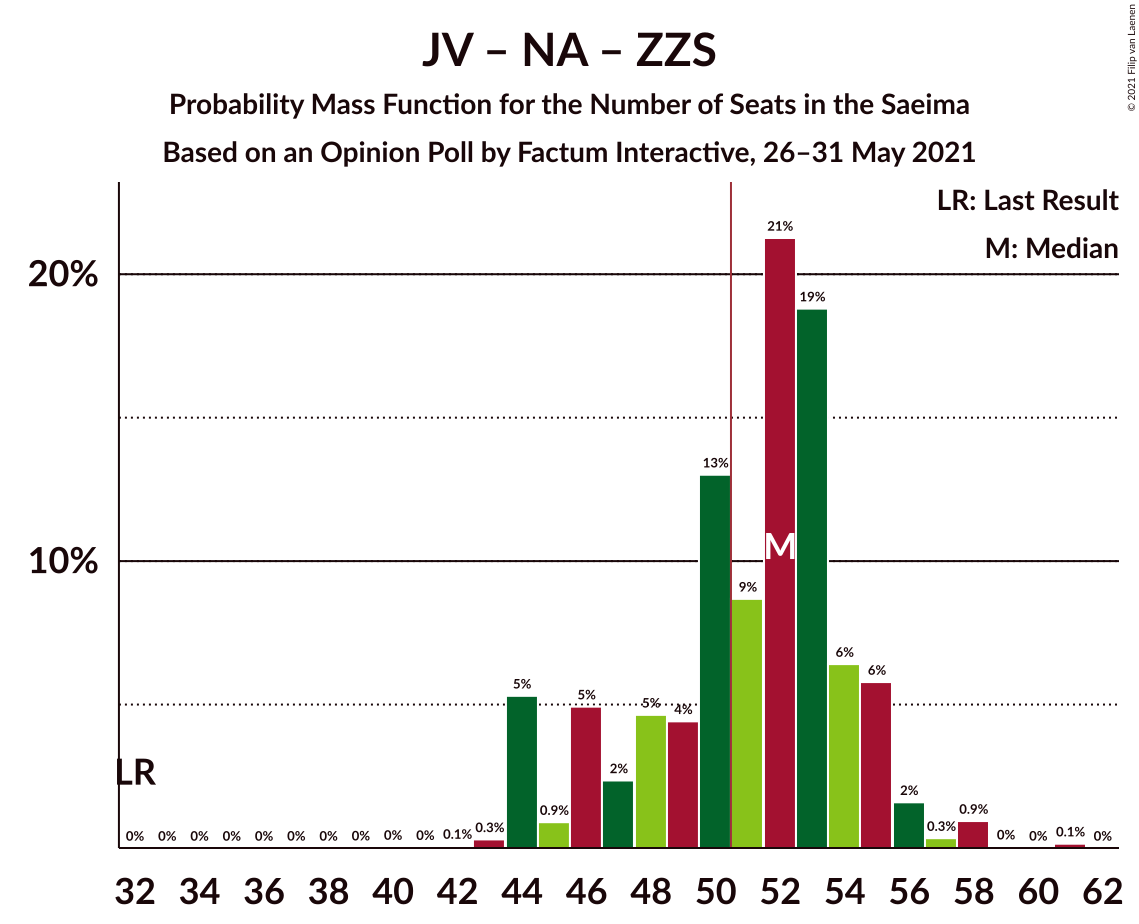 JV – NA – ZZS
Probability Mass Function for the Number of Seats in the Saeima
Based on an Opinion Poll by Factum Interactive, 26–31 May 2021
© 2021 Filip van Laenen
LR: Last Result
M: Median
20%
10%
LR
M
0% 0% 0% 0% 0% 0% 0% 0% 0% 0% 0.1% 0.3% 5% 0.9% 5% 2% 5% 4% 13% 9% 21% 19% 6% 6% 2% 0.3% 0.9% 0% 0% 0.1% 0%
32 34 36 38 40 42 44 46 48 50 52 54 56 58 60 62